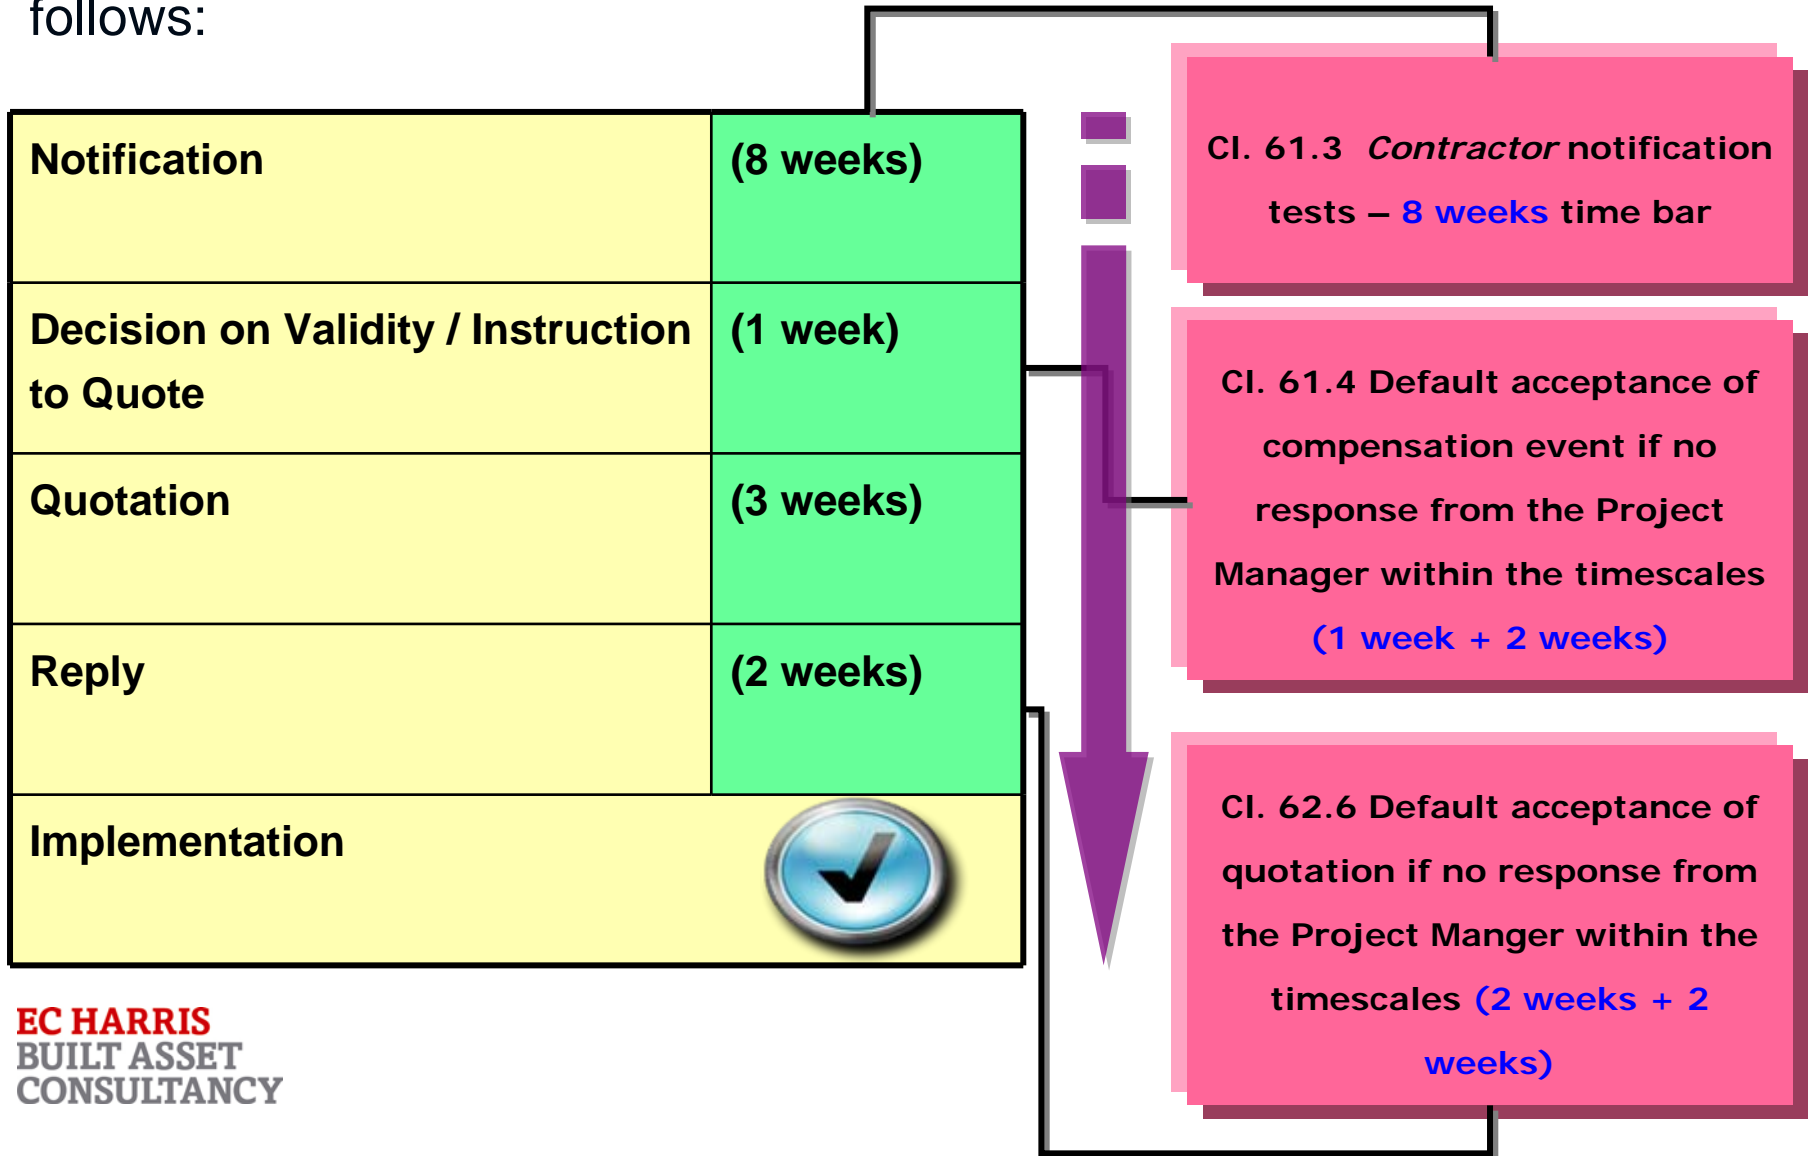 follows:
Notification
(8 weeks)
Decision on Validity / Instruction
to Quote
(1 week)
Quotation
(3 weeks)
Reply
(2 weeks)
Implementation
Cl. 61.3 Contractor notification
tests – 8 weeks time bar
Cl. 61.4 Default acceptance of
compensation event if no
response from the Project
Manager within the timescales
(1 week + 2 weeks)
Cl. 62.6 Default acceptance of
quotation if no response from
the Project Manger within the
timescales (2 weeks + 2
weeks)
EC HARRIS
BUILT ASSET
CONSULTANCY